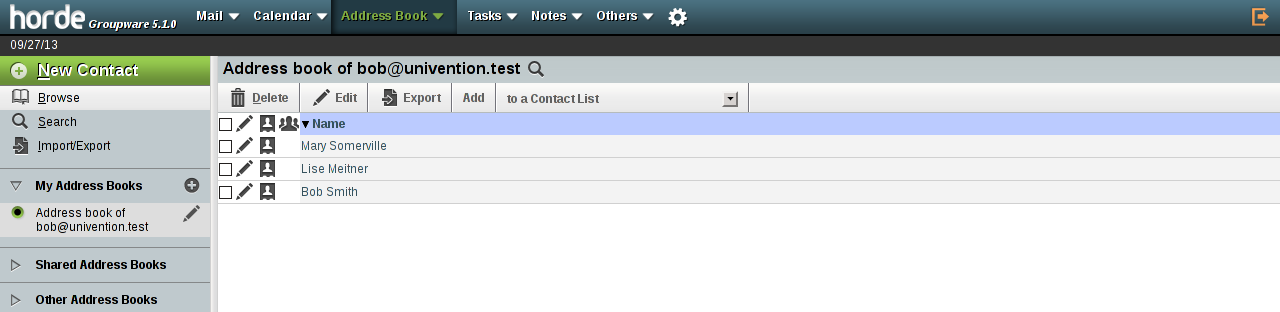 horde Groupware 5.1.0 Mail Calendar Address Book Tasks Notes Others
09/27/13
New Contact
Browse
Search
Import/Export
My Address Books
Address book of
bob@univention.test
Shared Address Books
Other Address Books
Address book of bob@univention.test
Delete Edit Export Add to a Contact List
Name
Mary Somerville
Lise Meitner
Bob Smith